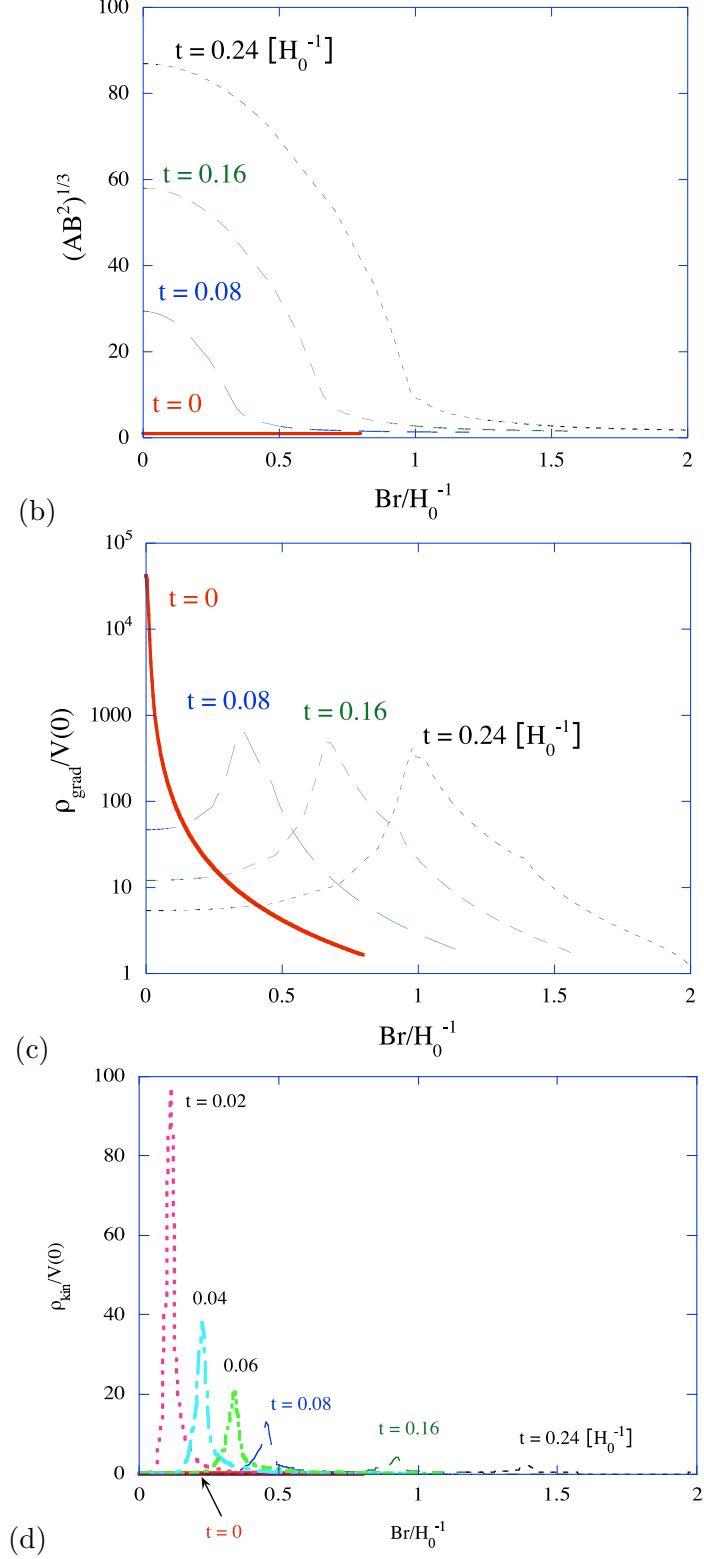 100
80
60
40
20
0
(AB²)^1/3
t = 0.24 [H₀⁻¹]
t = 0.16
t = 0.08
t = 0
0 0.5 1 1.5 2
Br/H₀⁻¹
(b)
10⁵
10⁴
1000
100
10
1
ρgrad/V(0)
t = 0
t = 0.08
t = 0.16
t = 0.24 [H₀⁻¹]
0 0.5 1 1.5 2
Br/H₀⁻¹
(c)
100
80
60
40
20
0
ρkin/V(0)
t = 0.02
0.04
0.06
t = 0.08
t = 0.16
t = 0.24 [H₀⁻¹]
0 0.5 1 1.5 2
t = 0
Br/H₀⁻¹
(d)